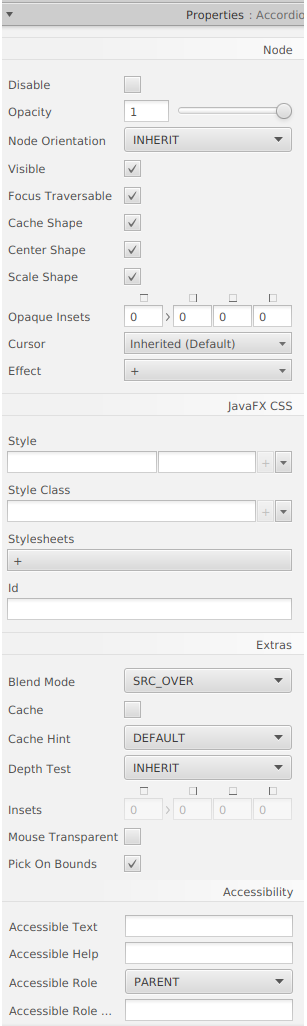 Properties : Accordio
Node
Disable
Opacity 1
Node Orientation INHERIT
Visible
Focus Traversable
Cache Shape
Center Shape
Scale Shape
Opaque Insets 0 0 0 0
Cursor Inherited (Default)
Effect +
JavaFX CSS
Style
+
Style Class
+
Stylesheets
+
Id
Extras
Blend Mode SRC_OVER
Cache
Cache Hint DEFAULT
Depth Test INHERIT
Insets 0 0 0 0
Mouse Transparent
Pick On Bounds
Accessibility
Accessible Text
Accessible Help
Accessible Role PARENT
Accessible Role ...